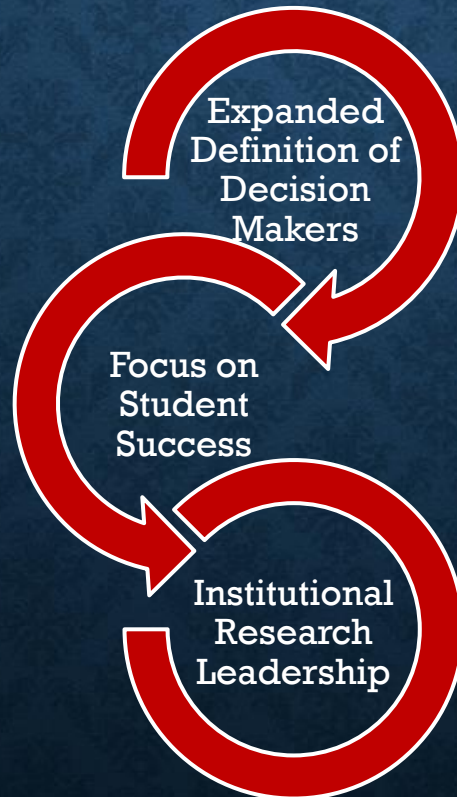 Expanded
Definition of
Decision
Makers
Focus on
Student
Success
Institutional
Research
Leadership